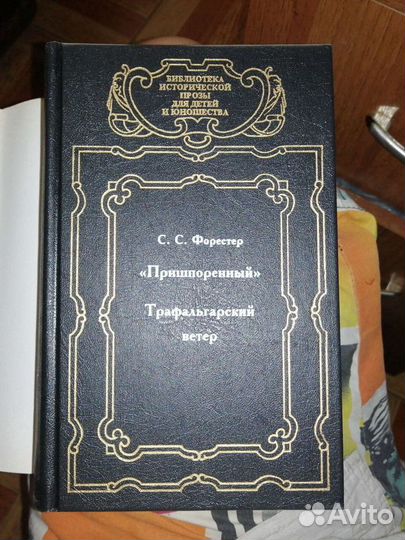 БИБЛИОТЕКА
ИСТОРИЧЕСКОЙ
ПРОЗЫ
ДЛЯ ДЕТЕЙ
И ЮНОШЕСТВА
С. С. Форестер
«Пришпоренный»
Трафальгарский
ветер
Avito